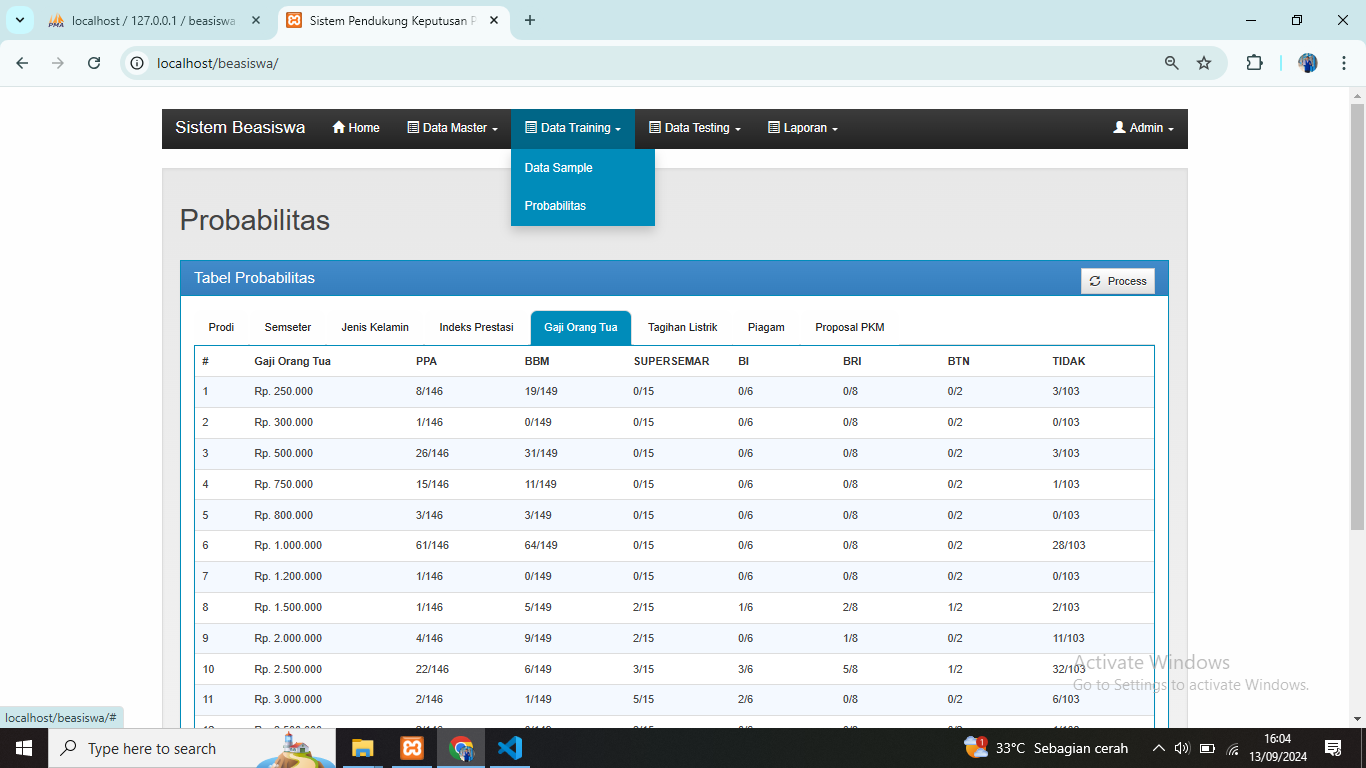 localhost / 127.0.0.1 / beasiswa
Sistem Pendukung Keputusan P
localhost/beasiswa/
Sistem Beasiswa Home Data Master Data Training Data Testing Laporan Admin
Data Sample
Probabilitas
Probabilitas
Tabel Probabilitas Process
Prodi Semseter Jenis Kelamin Indeks Prestasi Gaji Orang Tua Tagihan Listrik Piagam Proposal PKM
# Gaji Orang Tua PPA BBM SUPERSEMAR BI BRI BTN TIDAK
1 Rp. 250.000 8/146 19/149 0/15 0/6 0/8 0/2 3/103
2 Rp. 300.000 1/146 0/149 0/15 0/6 0/8 0/2 0/103
3 Rp. 500.000 26/146 31/149 0/15 0/6 0/8 0/2 3/103
4 Rp. 750.000 15/146 11/149 0/15 0/6 0/8 0/2 1/103
5 Rp. 800.000 3/146 3/149 0/15 0/6 0/8 0/2 0/103
6 Rp. 1.000.000 61/146 64/149 0/15 0/6 0/8 0/2 28/103
7 Rp. 1.200.000 1/146 0/149 0/15 0/6 0/8 0/2 0/103
8 Rp. 1.500.000 1/146 5/149 2/15 1/6 2/8 1/2 2/103
9 Rp. 2.000.000 4/146 9/149 2/15 0/6 1/8 0/2 11/103
10 Rp. 2.500.000 22/146 6/149 3/15 3/6 5/8 1/2 32/103
11 Rp. 3.000.000 2/146 1/149 5/15 2/6 0/8 0/2 6/103
Activate Windows
Go to Settings to activate Windows.
localhost/beasiswa/#
Type here to search
33°C Sebagian cerah
16:04
13/09/2024